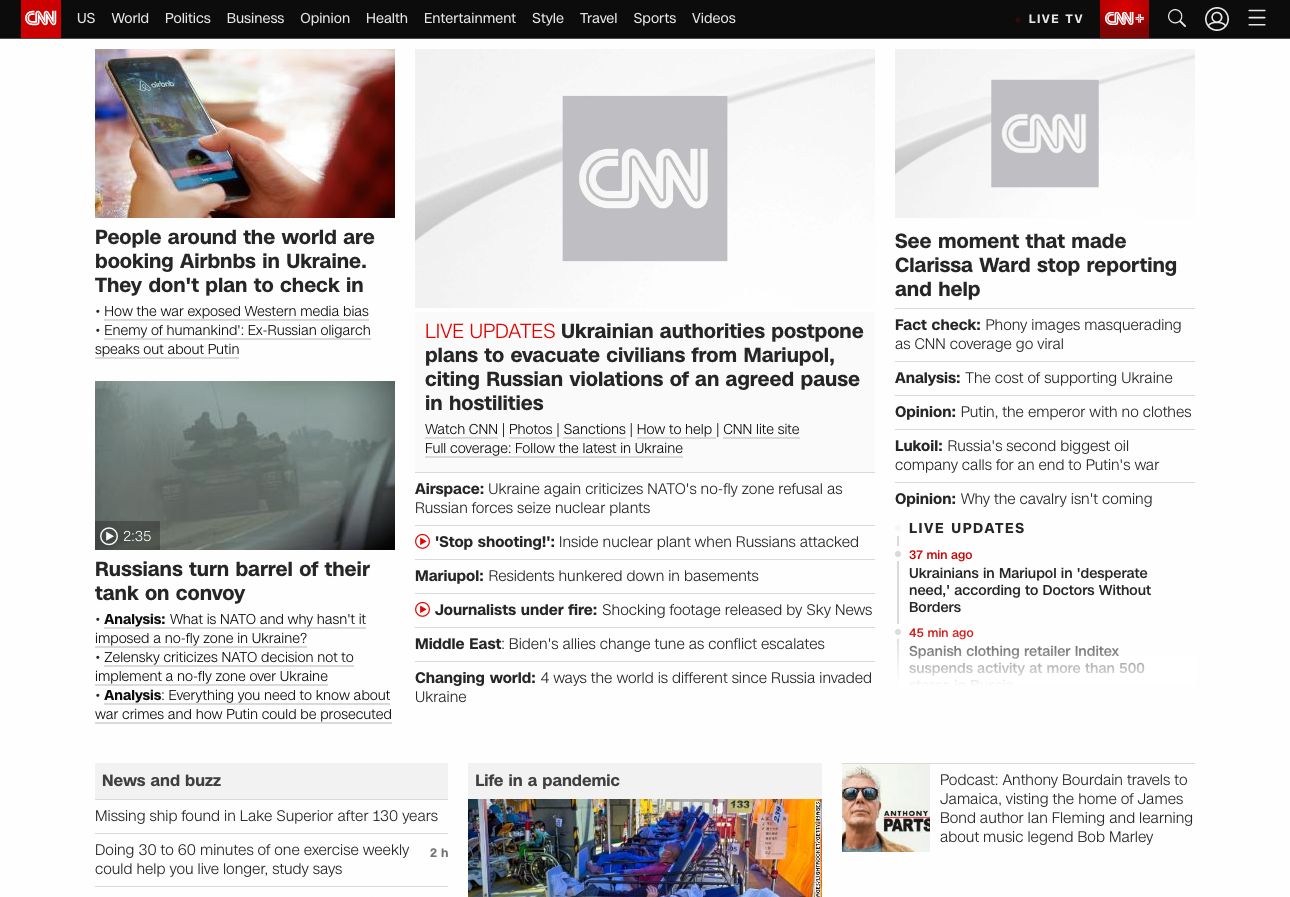 CNN US World Politics Business Opinion Health Entertainment Style Travel Sports Videos LIVE TV CNN+
airbnb
People around the world are
booking Airbnbs in Ukraine.
They don't plan to check in
• How the war exposed Western media bias
• Enemy of humankind': Ex-Russian oligarch
speaks out about Putin
2:35
Russians turn barrel of their
tank on convoy
• Analysis: What is NATO and why hasn't it
imposed a no-fly zone in Ukraine?
• Zelensky criticizes NATO decision not to
implement a no-fly zone over Ukraine
• Analysis: Everything you need to know about
war crimes and how Putin could be prosecuted
CNN
LIVE UPDATES Ukrainian authorities postpone
plans to evacuate civilians from Mariupol,
citing Russian violations of an agreed pause
in hostilities
Watch CNN | Photos | Sanctions | How to help | CNN lite site
Full coverage: Follow the latest in Ukraine
Airspace: Ukraine again criticizes NATO's no-fly zone refusal as
Russian forces seize nuclear plants
'Stop shooting!': Inside nuclear plant when Russians attacked
Mariupol: Residents hunkered down in basements
Journalists under fire: Shocking footage released by Sky News
Middle East: Biden's allies change tune as conflict escalates
Changing world: 4 ways the world is different since Russia invaded
Ukraine
CNN
See moment that made
Clarissa Ward stop reporting
and help
Fact check: Phony images masquerading
as CNN coverage go viral
Analysis: The cost of supporting Ukraine
Opinion: Putin, the emperor with no clothes
Lukoil: Russia's second biggest oil
company calls for an end to Putin's war
Opinion: Why the cavalry isn't coming
LIVE UPDATES
37 min ago
Ukrainians in Mariupol in 'desperate
need,' according to Doctors Without
Borders
45 min ago
Spanish clothing retailer Inditex
suspends activity at more than 500
stores in Russia
News and buzz
Missing ship found in Lake Superior after 130 years
Doing 30 to 60 minutes of one exercise weekly
could help you live longer, study says
2 h
Life in a pandemic
133
ANTHONY
PARTS
Podcast: Anthony Bourdain travels to
Jamaica, visting the home of James
Bond author Ian Fleming and learning
about music legend Bob Marley